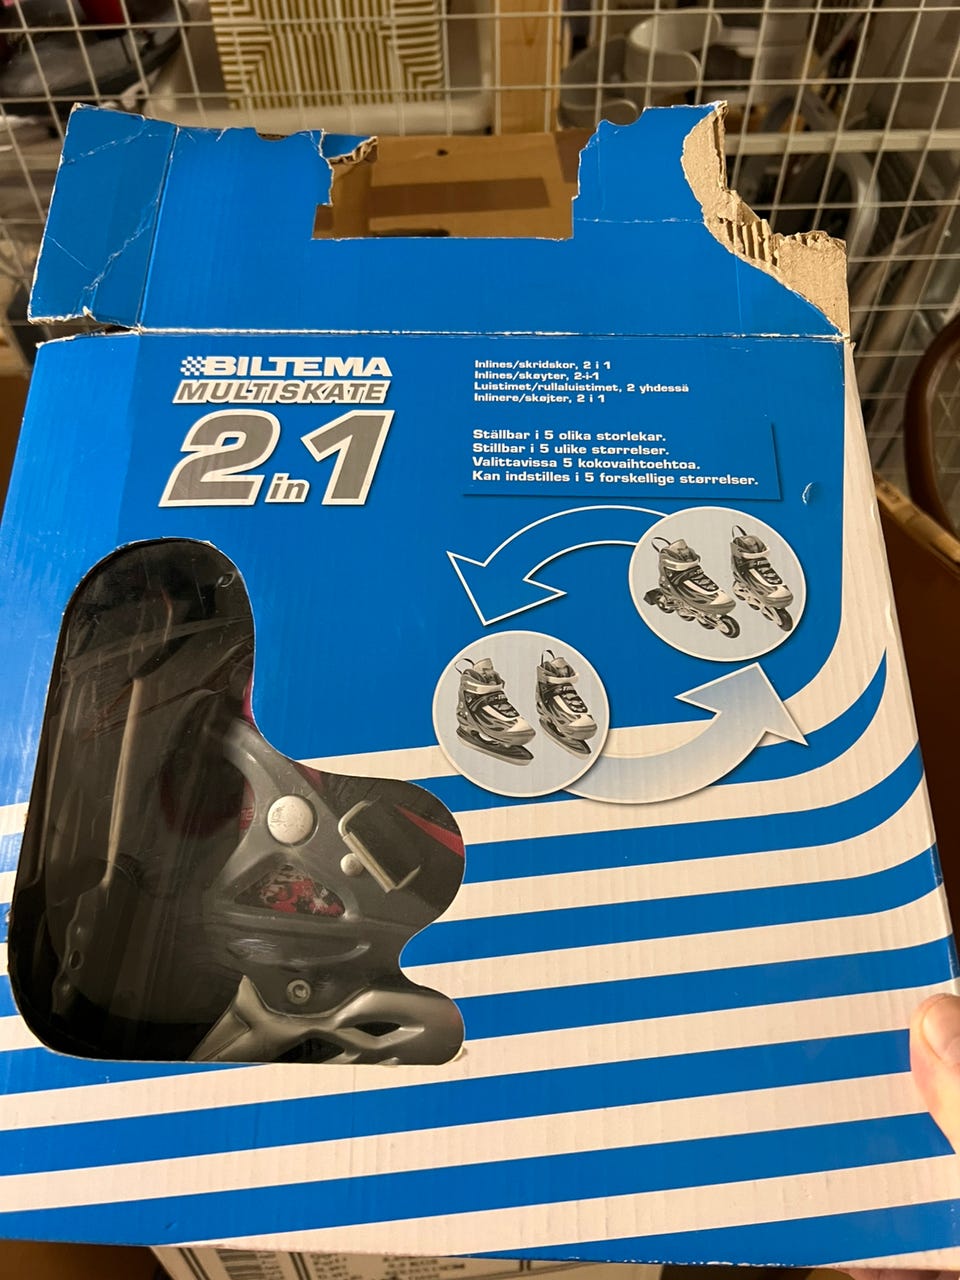 BILTEMA
MULTISKATE
2in1
Inlines/skridskor, 2 i 1
Inlines/skøyter, 2-i-1
Luistimet/rullaluistimet, 2 yhdessä
Inlinere/skøjter, 2 i 1
Ställbar i 5 olika storlekar.
Stillbar i 5 ulike størrelser.
Valittavissa 5 kokovaihtoehtoa.
Kan indstilles i 5 forskellige størrelser.